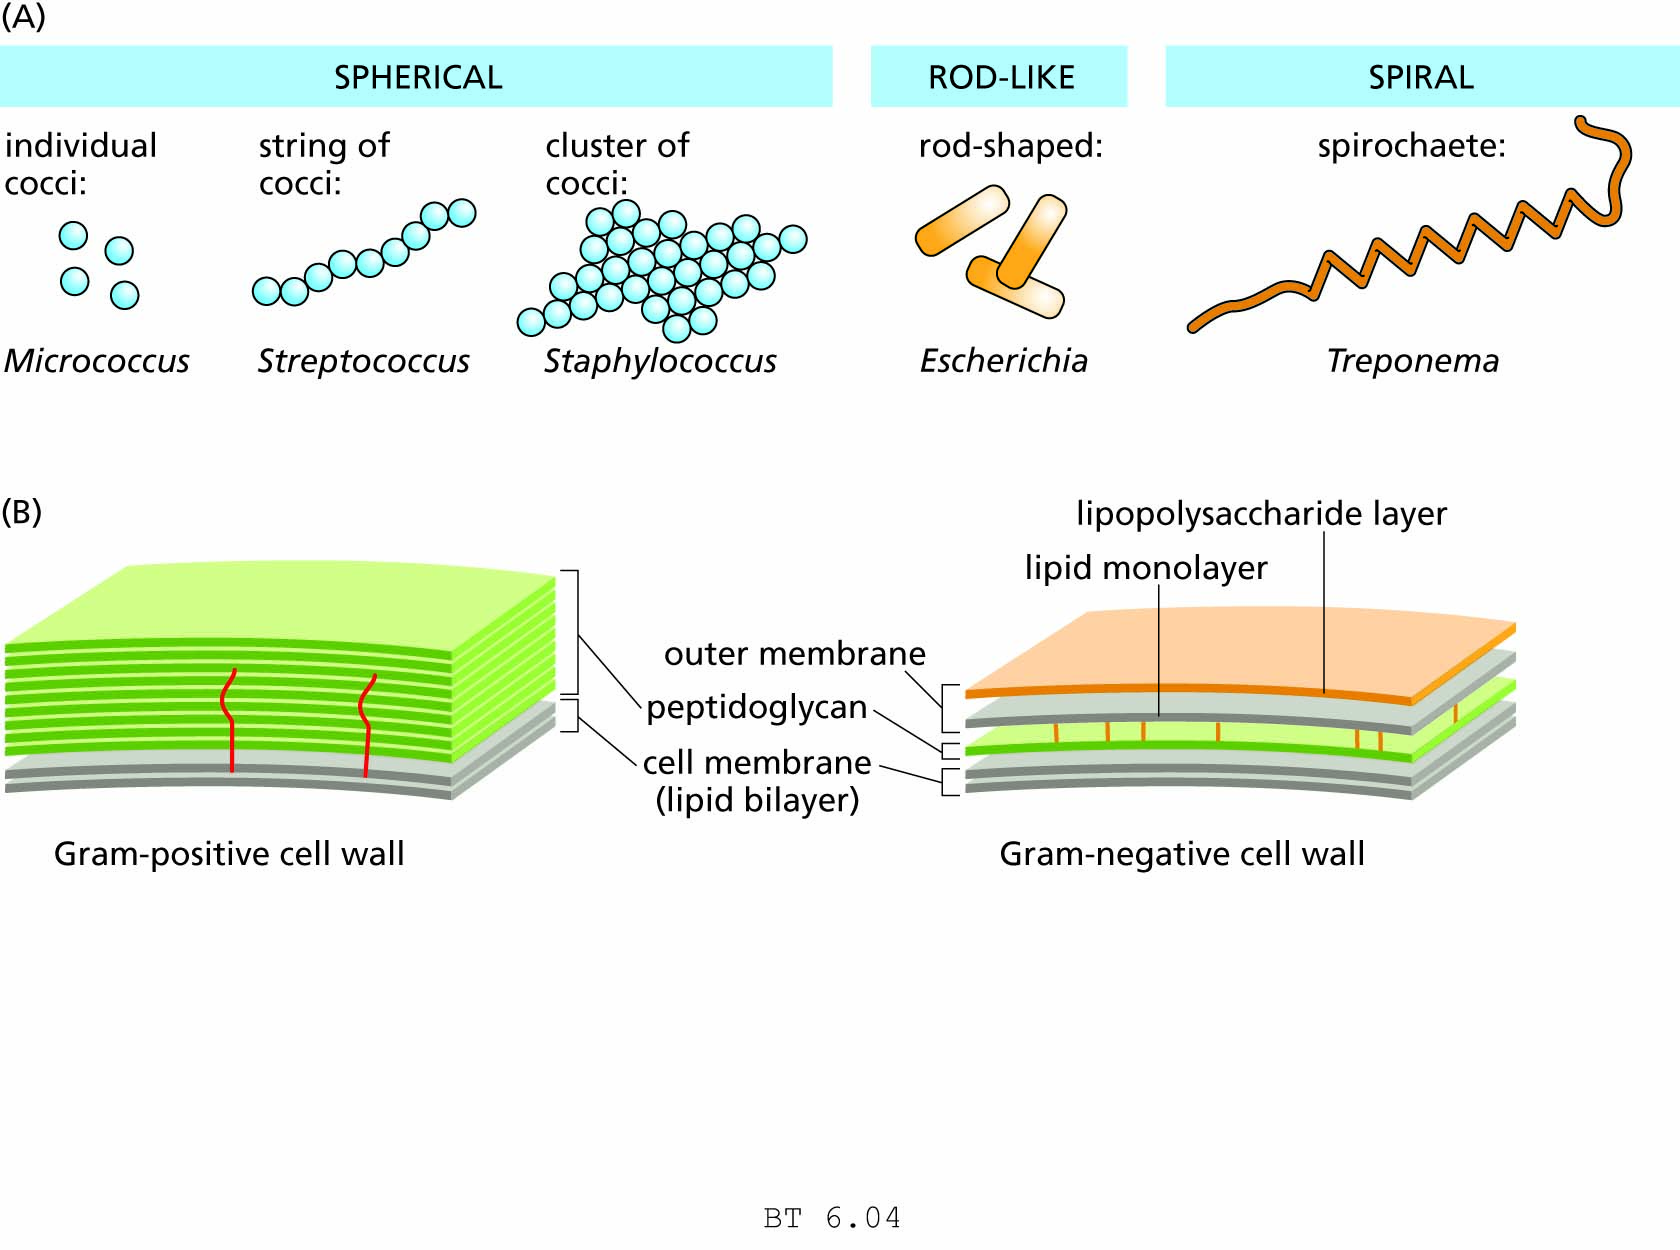 (A)
SPHERICAL
ROD-LIKE
SPIRAL
individual
cocci:
string of
cocci:
cluster of
cocci:
rod-shaped:
spirochaete:
Micrococcus
Streptococcus
Staphylococcus
Escherichia
Treponema
(B)
lipopolysaccharide layer
lipid monolayer
outer membrane
peptidoglycan
cell membrane
(lipid bilayer)
Gram-positive cell wall
Gram-negative cell wall
BT 6.04